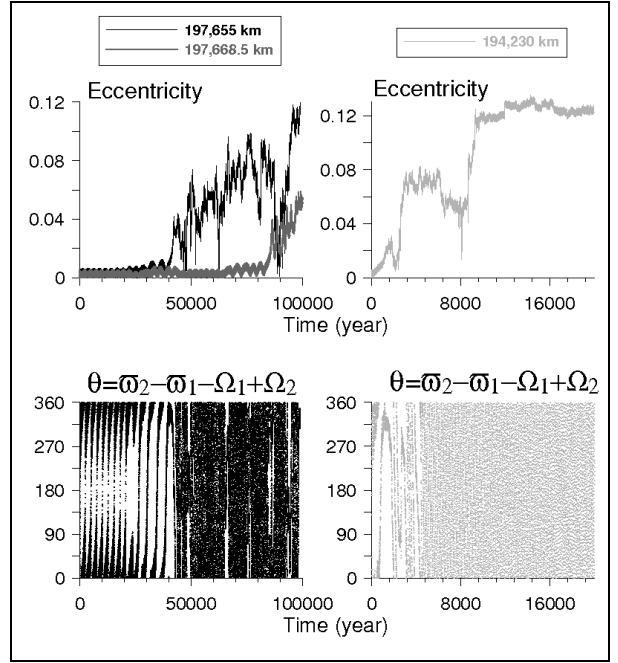 197,655 km
197,668.5 km
194,230 km
Eccentricity
Eccentricity
0.12
0.08
0.04
0
0.12
0.08
0.04
0
0 50000 100000
Time (year)
0 8000 16000
Time (year)
θ=ϖ₂−ϖ₁−Ω₁+Ω₂
θ=ϖ₂−ϖ₁−Ω₁+Ω₂
360
270
180
90
0
360
270
180
90
0
0 50000 100000
Time (year)
0 8000 16000
Time (year)